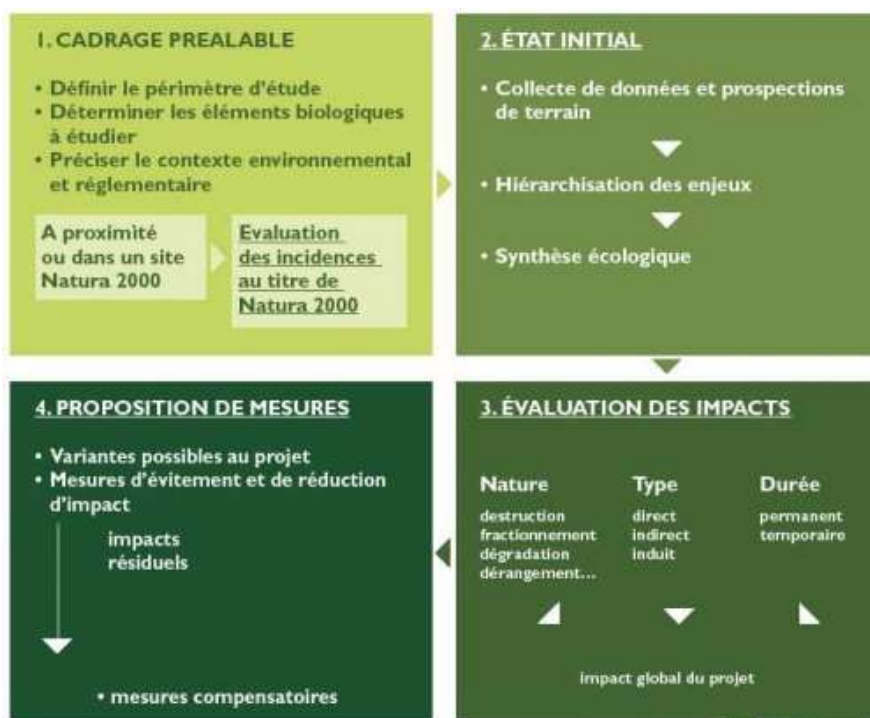 1. CADRAGE PREALABLE
• Définir le périmètre d'étude
• Déterminer les éléments biologiques
à étudier
• Préciser le contexte environnemental
et réglementaire
A proximité
ou dans un site
Natura 2000
Evaluation
des incidences
au titre de
Natura 2000
2. ÉTAT INITIAL
• Collecte de données et prospections
de terrain
• Hiérarchisation des enjeux
• Synthèse écologique
3. ÉVALUATION DES IMPACTS
Nature
destruction
fractionnement
dégradation
dérangement...
Type
direct
indirect
induit
Durée
permanent
temporaire
impact global du projet
4. PROPOSITION DE MESURES
• Variantes possibles au projet
• Mesures d'évitement et de réduction
d'impact
impacts
résiduels
• mesures compensatoires